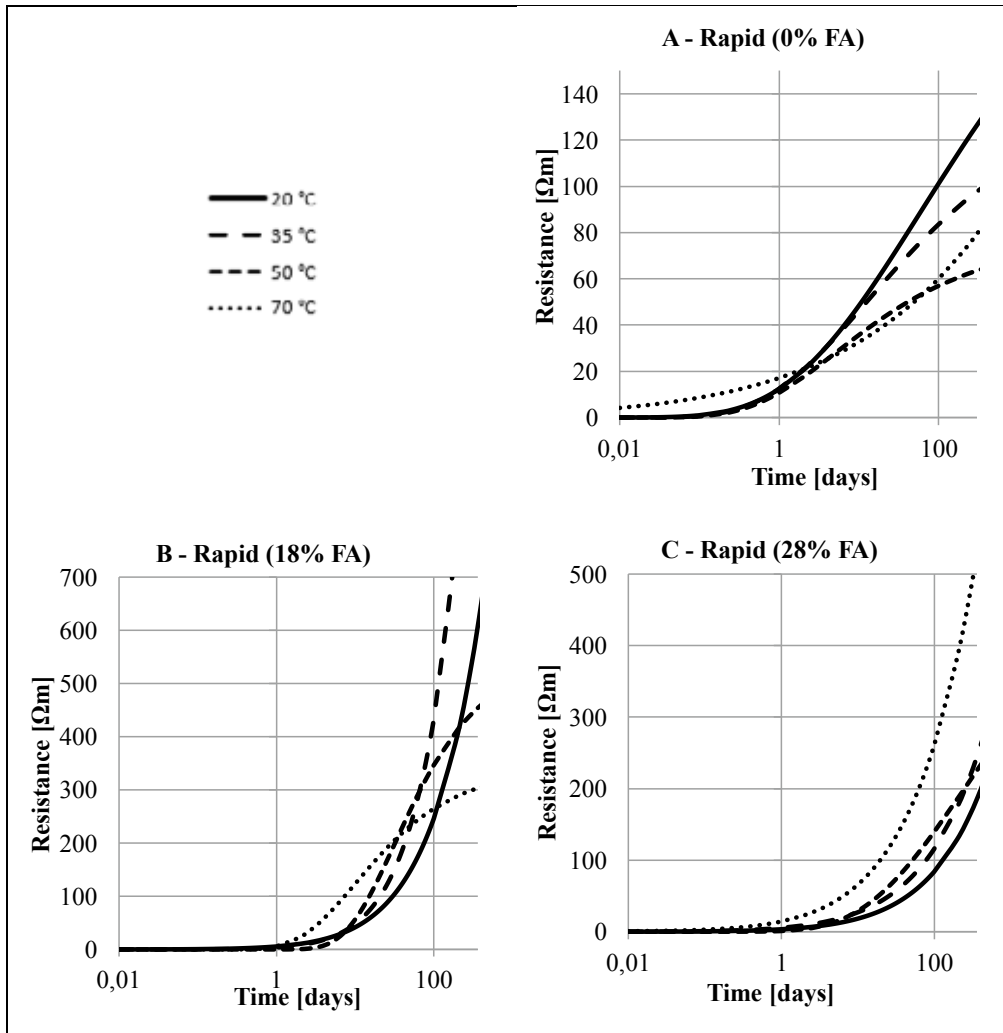 A - Rapid (0% FA)
140
120
100
80
60
40
20
0
Resistance [Ωm]
0,01
1
100
Time [days]
20 °C
35 °C
50 °C
70 °C
B - Rapid (18% FA)
700
600
500
400
300
200
100
0
Resistance [Ωm]
0,01
1
100
Time [days]
C - Rapid (28% FA)
500
400
300
200
100
0
Resistance [Ωm]
0,01
1
100
Time [days]